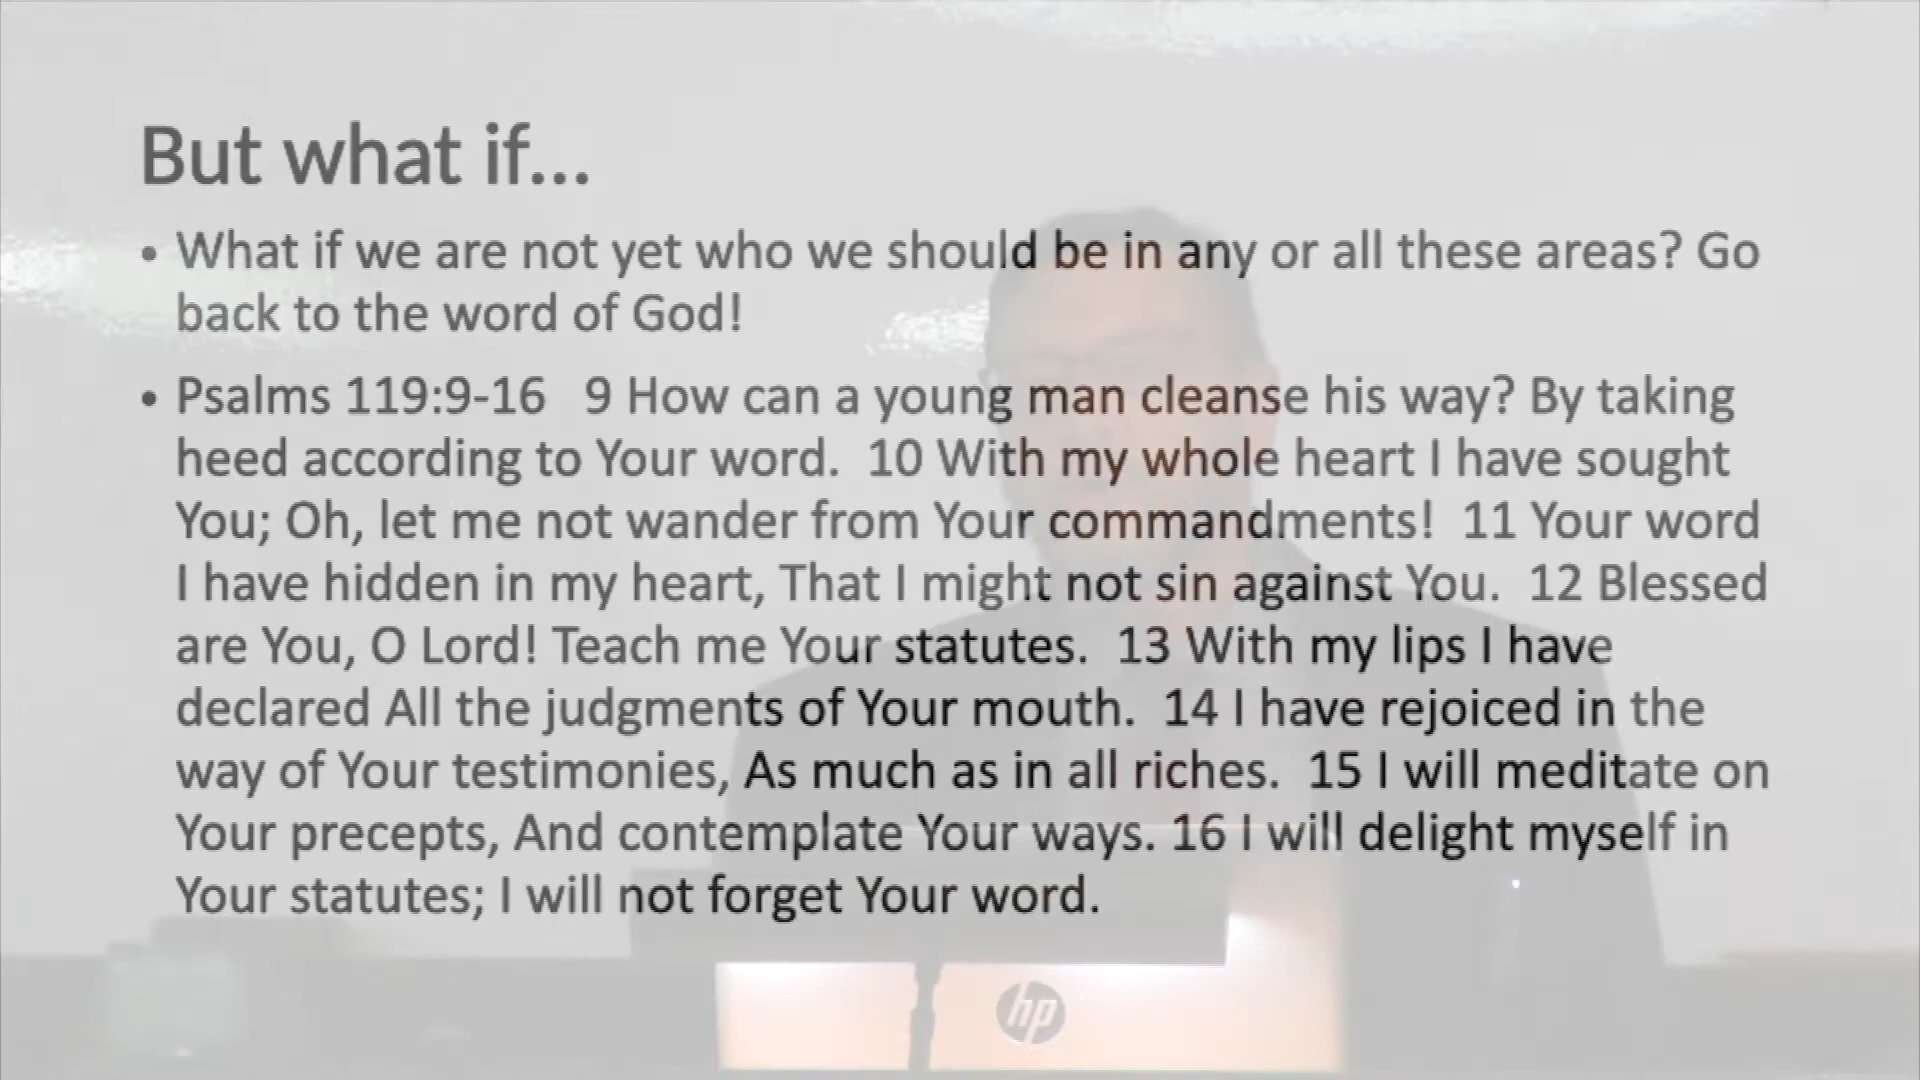 But what if...
• What if we are not yet who we should be in any or all these areas? Go
back to the word of God!
• Psalms 119:9-16   9 How can a young man cleanse his way? By taking
heed according to Your word.  10 With my whole heart I have sought
You; Oh, let me not wander from Your commandments!  11 Your word
I have hidden in my heart, That I might not sin against You.  12 Blessed
are You, O Lord! Teach me Your statutes.  13 With my lips I have
declared All the judgments of Your mouth.  14 I have rejoiced in the
way of Your testimonies, As much as in all riches.  15 I will meditate on
Your precepts, And contemplate Your ways. 16 I will delight myself in
Your statutes; I will not forget Your word.
hp